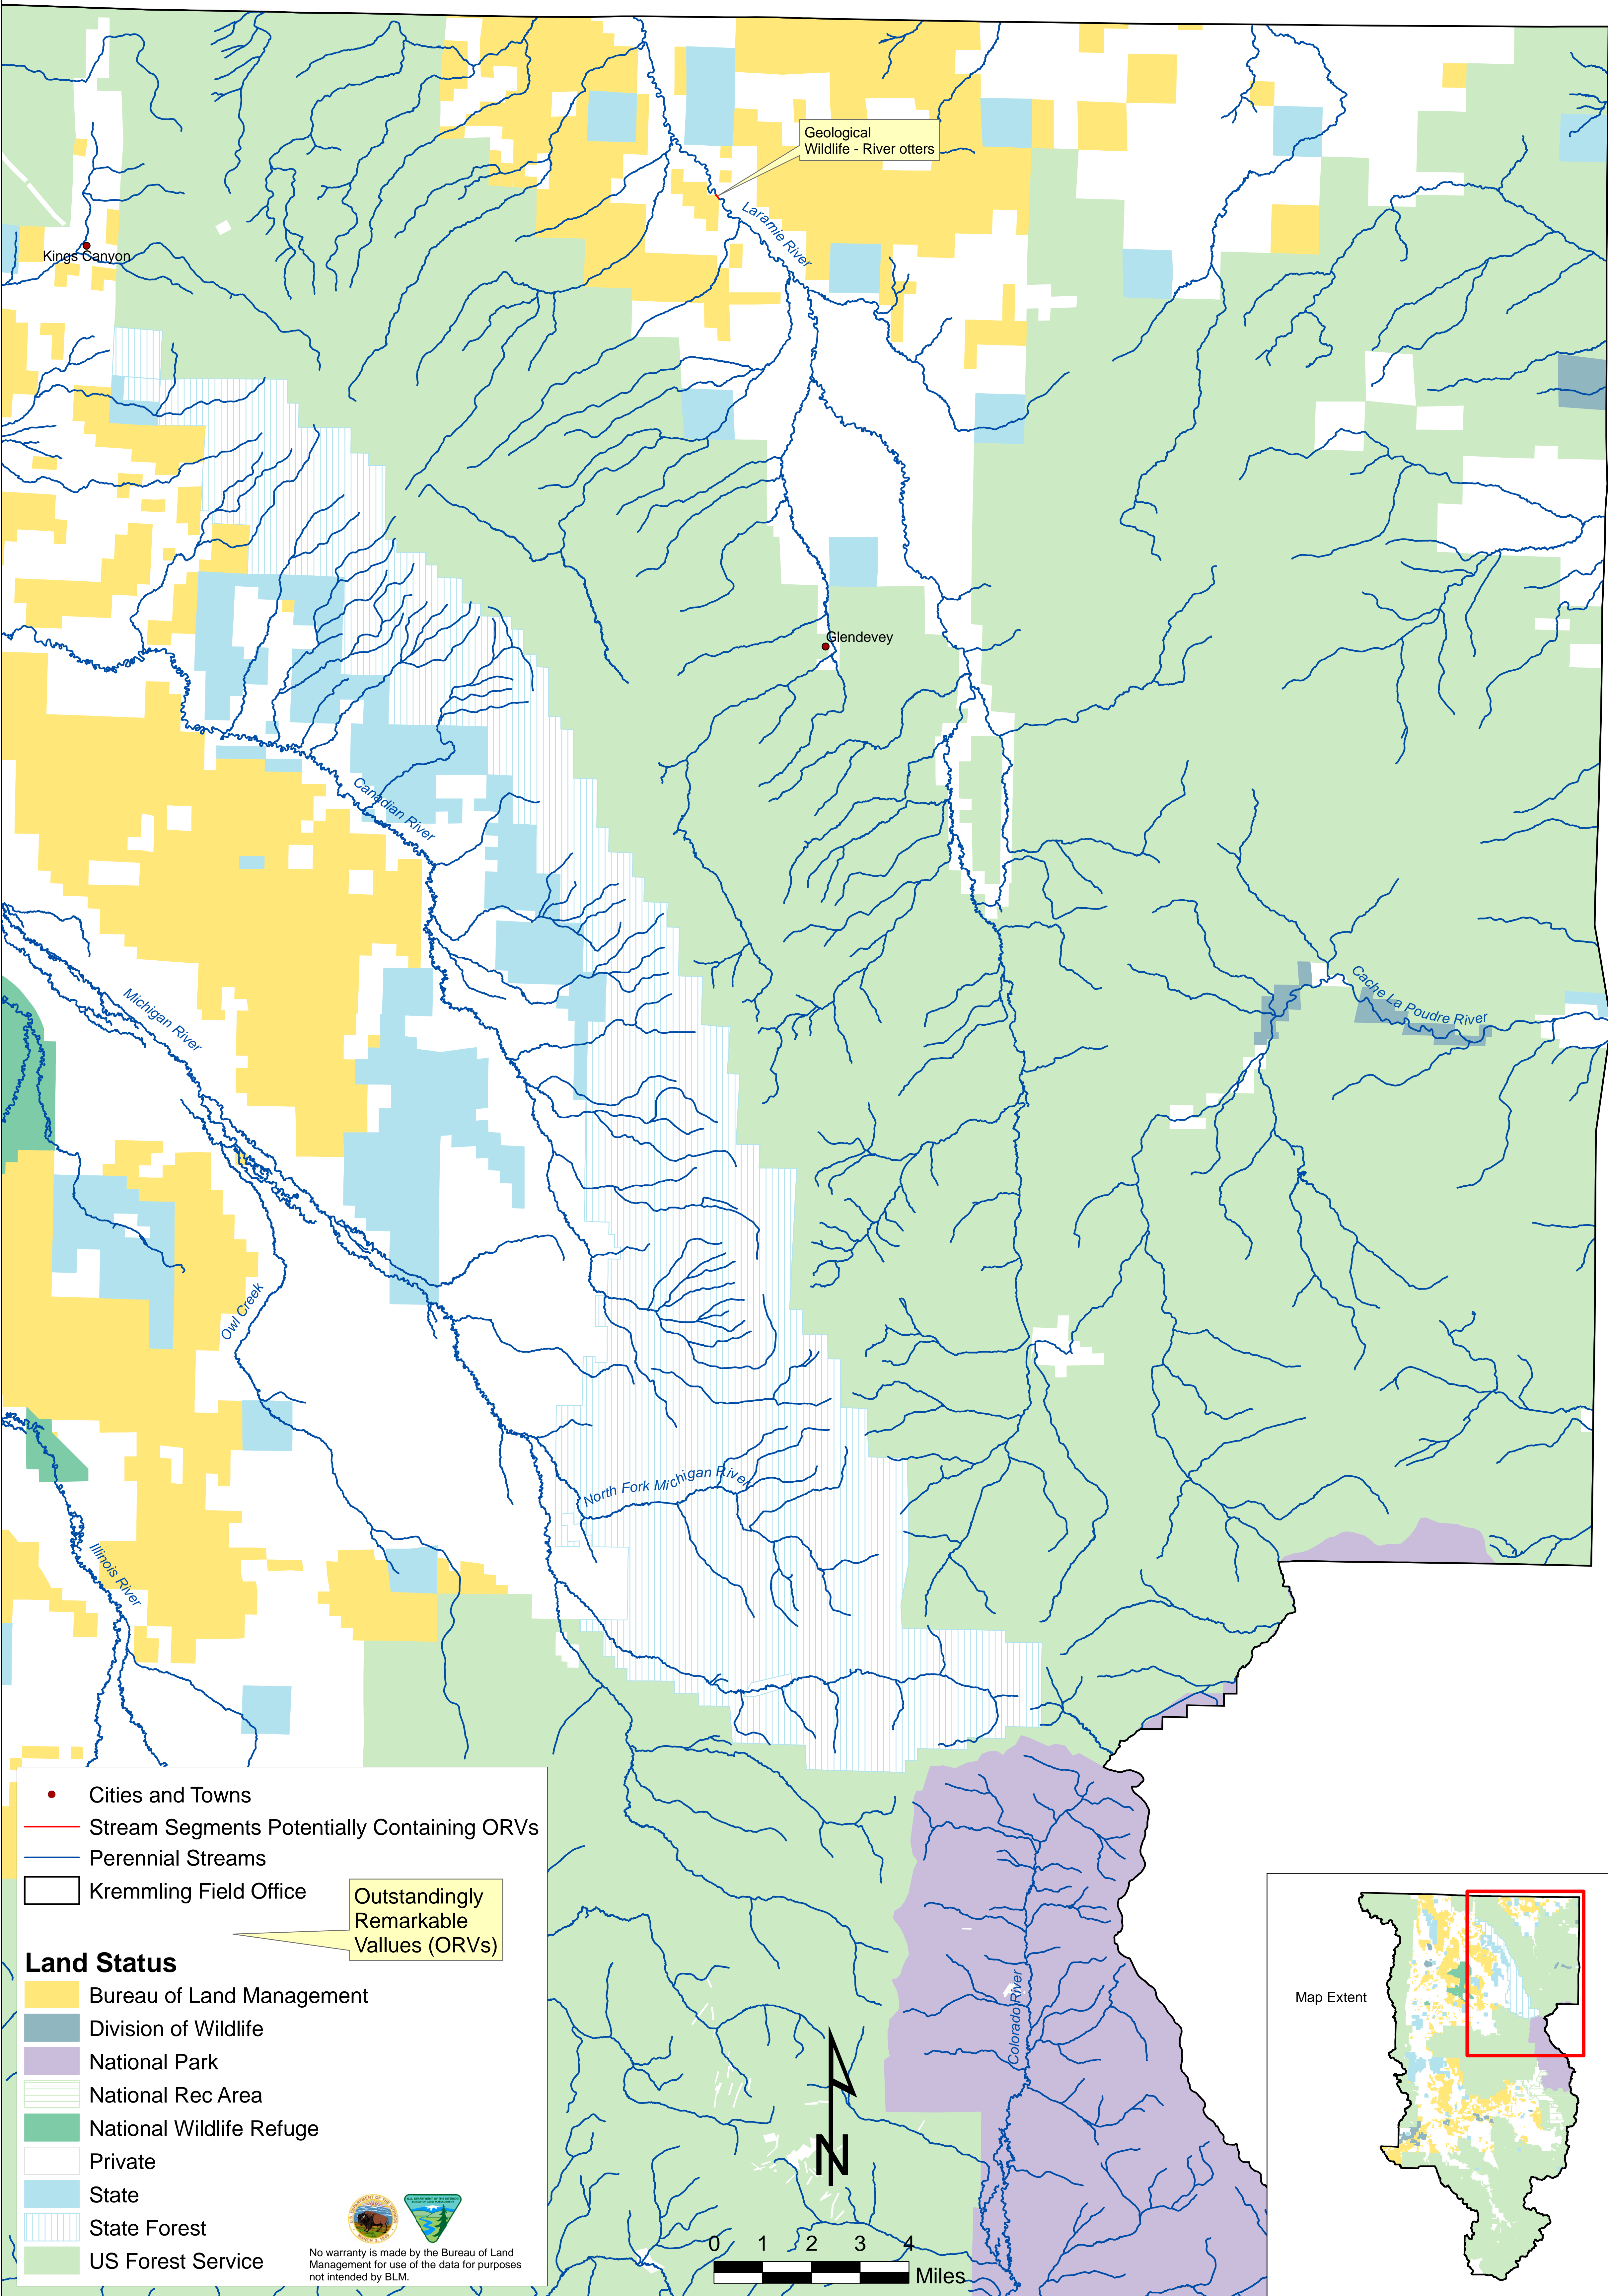 Geological
Wildlife - River otters
Laramie River
Kings Canyon
Glendevey
Canadian River
Michigan River
Cache La Poudre River
Owl Creek
North Fork Michigan River
Illinois River
Colorado River
Cities and Towns
Stream Segments Potentially Containing ORVs
Perennial Streams
Kremmling Field Office
Outstandingly
Remarkable
Vallues (ORVs)
Land Status
Bureau of Land Management
Division of Wildlife
National Park
National Rec Area
National Wildlife Refuge
Private
State
State Forest
US Forest Service
No warranty is made by the Bureau of Land
Management for use of the data for purposes
not intended by BLM.
N
0 1 2 3 4
Miles
Map Extent